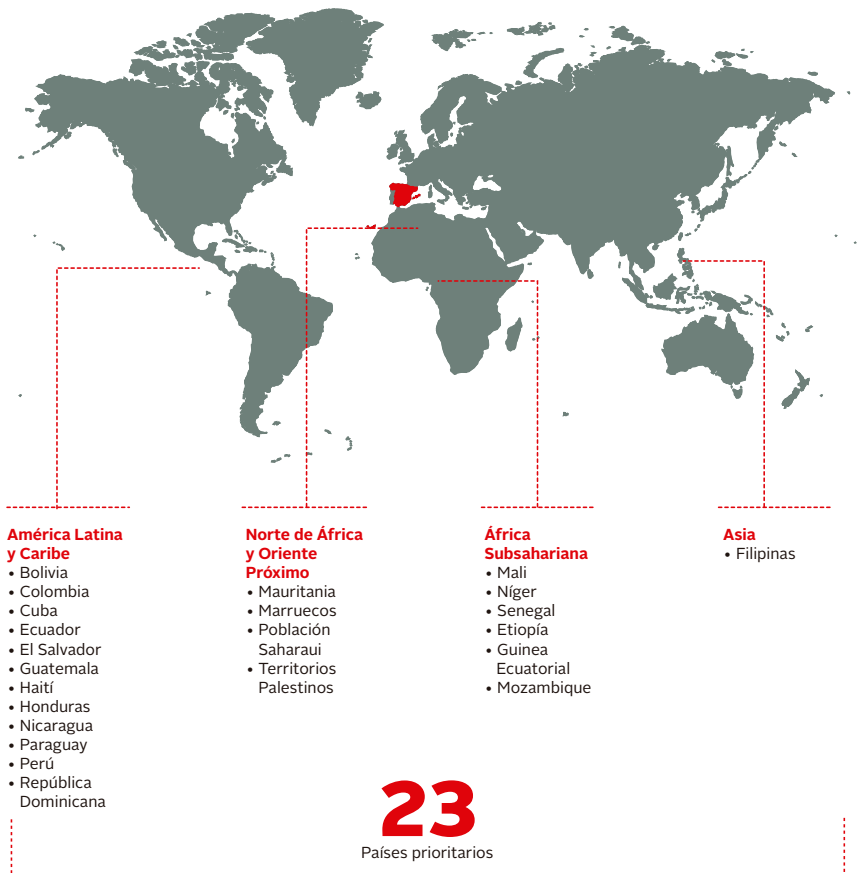 América Latina
y Caribe
• Bolivia
• Colombia
• Cuba
• Ecuador
• El Salvador
• Guatemala
• Haití
• Honduras
• Nicaragua
• Paraguay
• Perú
• República
Dominicana
Norte de África
y Oriente
Próximo
• Mauritania
• Marruecos
• Población
Saharaui
• Territorios
Palestinos
África
Subsahariana
• Mali
• Níger
• Senegal
• Etiopía
• Guinea
Ecuatorial
• Mozambique
Asia
• Filipinas
23
Países prioritarios